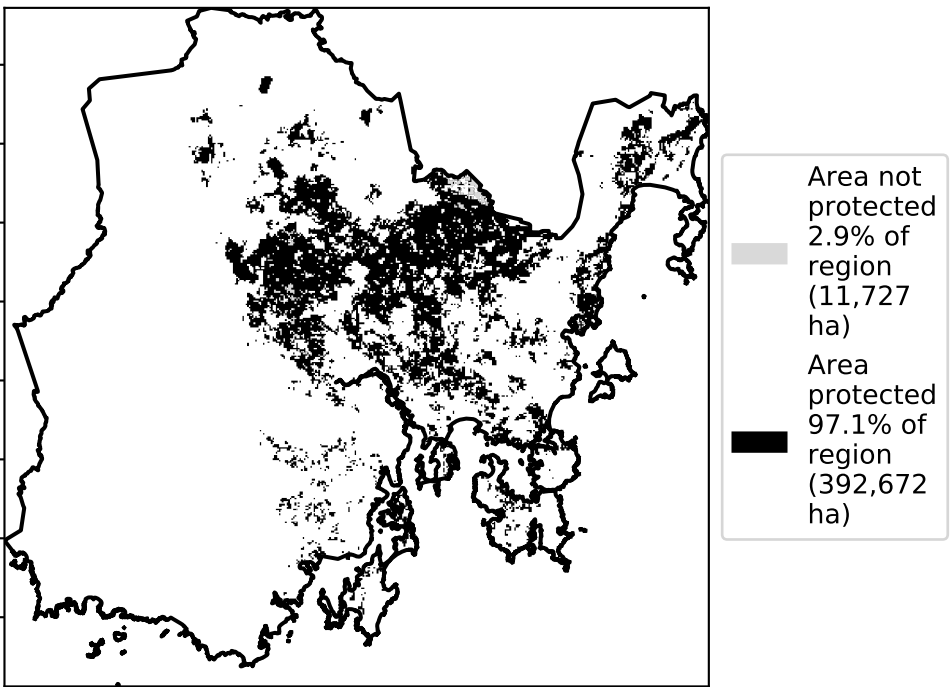 Area not
protected
2.9% of
region
(11,727
ha)
Area
protected
97.1% of
region
(392,672
ha)